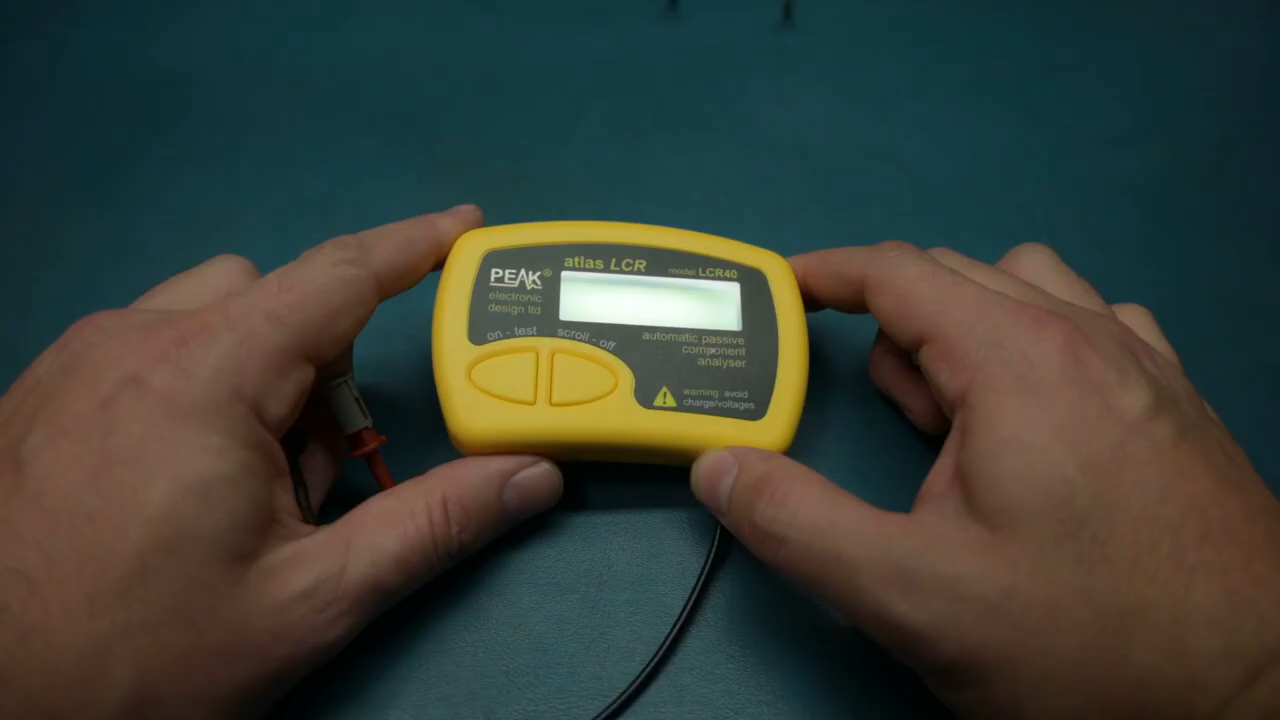 atlas LCR
model LCR40
PEAK®
electronic
design ltd
on - test
scroll - off
automatic passive
component
analyser
warning avoid
charge/voltages